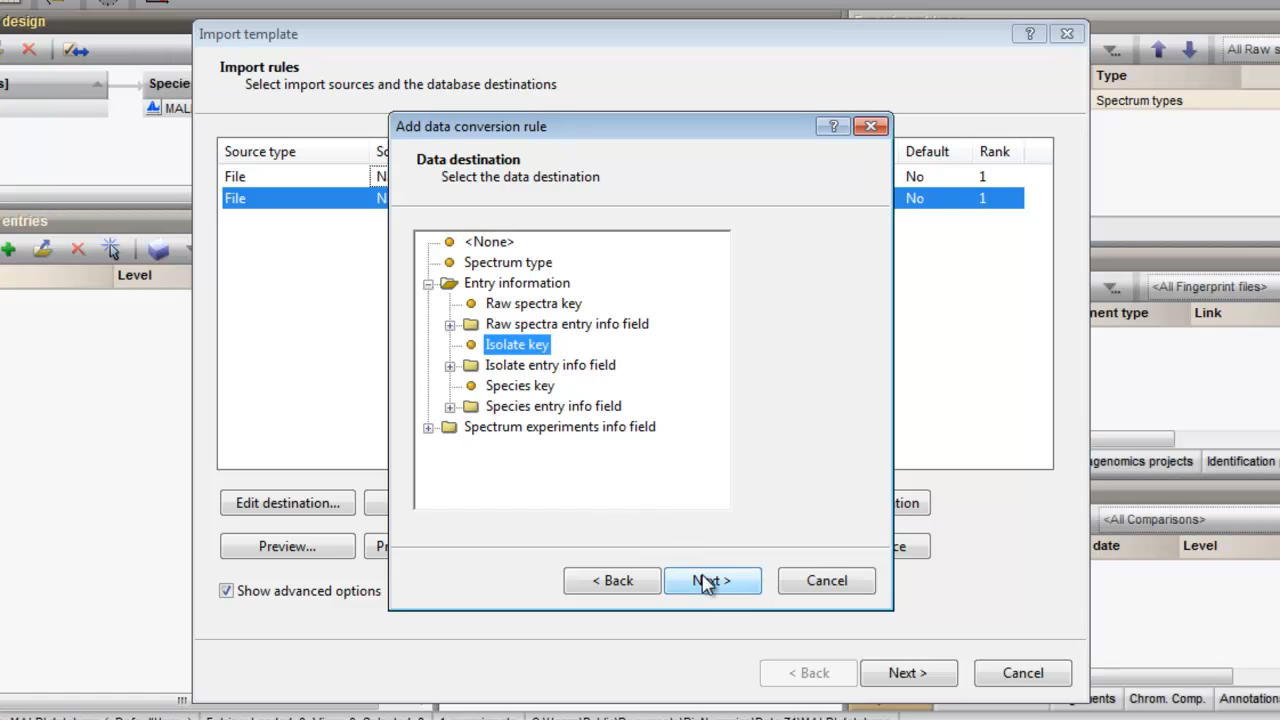 design
Import template
Import rules
Select import sources and the database destinations
All Raw s
s]
Species
MAL
Type
Spectrum types
Add data conversion rule
Data destination
Select the data destination
Source type
Default
Rank
File
No
1
File
No
1
entries
Level
<None>
Spectrum type
Entry information
Raw spectra key
Raw spectra entry info field
Isolate key
Isolate entry info field
Species key
Species entry info field
Spectrum experiments info field
<All Fingerprint files>
ment type
Link
genomics projects
Identification
Edit destination...
tion
<All Comparisons>
Preview...
Pr
ce
date
Level
< Back
Next >
Cancel
Show advanced options
< Back
Next >
Cancel
ments
Chrom. Comp.
Annotation